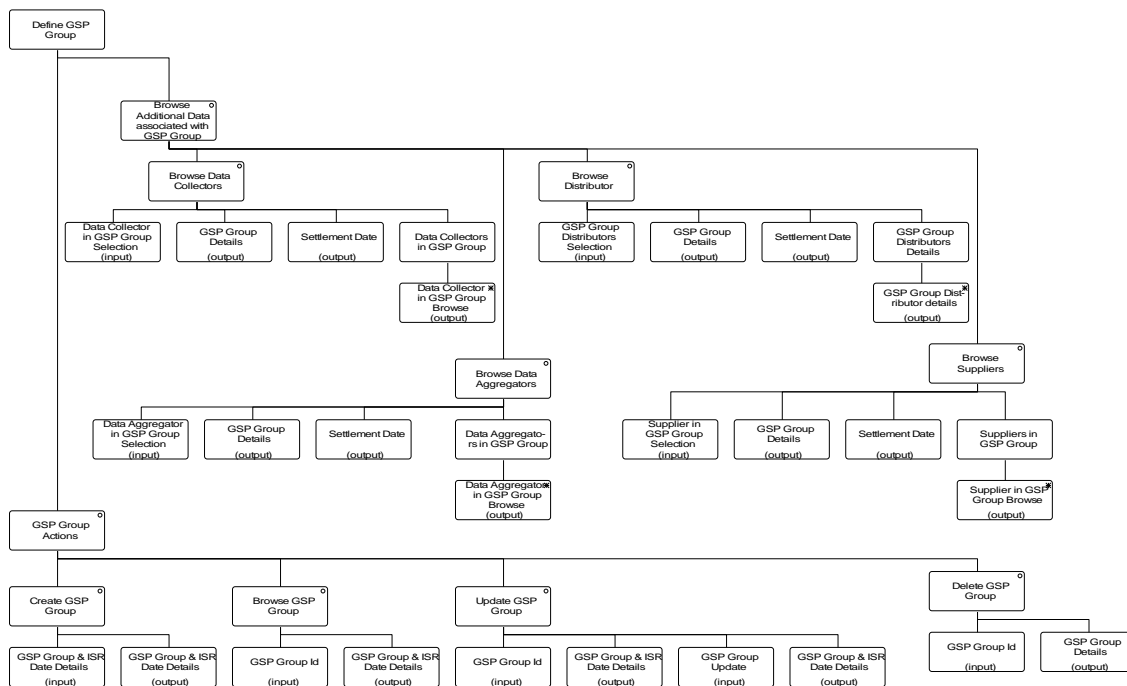 Define GSP
Group
Browse
Additional Data
associated with
GSP Group
Browse Data
Collectors
Browse
Distributor
Data Collector
in GSP Group
Selection
(input)
GSP Group
Details
(output)
Settlement Date
(output)
Data Collectors
in GSP Group
GSP Group
Distributors
Selection
(input)
GSP Group
Details
(output)
Settlement Date
(output)
GSP Group
Distributors
Details
Data Collector
in GSP Group
Browse
(output)
GSP Group Dist-
ributor details
(output)
Browse Data
Aggregators
Browse
Suppliers
Data Aggregator
in GSP Group
Selection
(input)
GSP Group
Details
(output)
Settlement Date
(output)
Data Aggregato-
rs in GSP Group
Supplier in
GSP Group
Selection
(input)
GSP Group
Details
(output)
Settlement Date
(output)
Suppliers in
GSP Group
Data Aggregators
in GSP Group
Browse
(output)
Supplier in GSP
Group Browse
(output)
GSP Group
Actions
Create GSP
Group
Browse GSP
Group
Update GSP
Group
Delete GSP
Group
GSP Group & ISR
Date Details
(input)
GSP Group & ISR
Date Details
(output)
GSP Group Id
(input)
GSP Group & ISR
Date Details
(output)
GSP Group Id
(input)
GSP Group & ISR
Date Details
(output)
GSP Group
Update
(input)
GSP Group & ISR
Date Details
(output)
GSP Group Id
(input)
GSP Group
Details
(output)